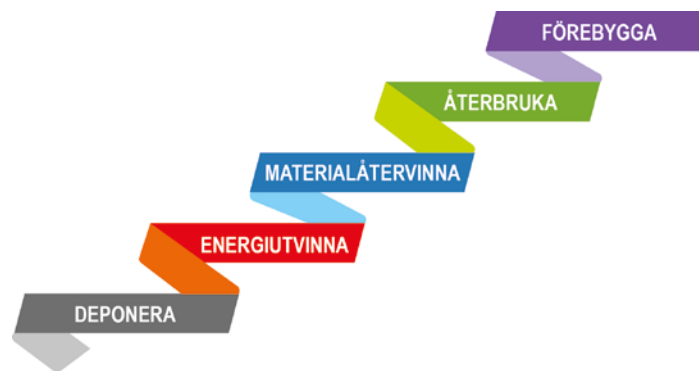 FÖREBYGGA
ÅTERBRUKA
MATERIALÅTERVINNA
ENERGIUTVINNA
DEPONERA